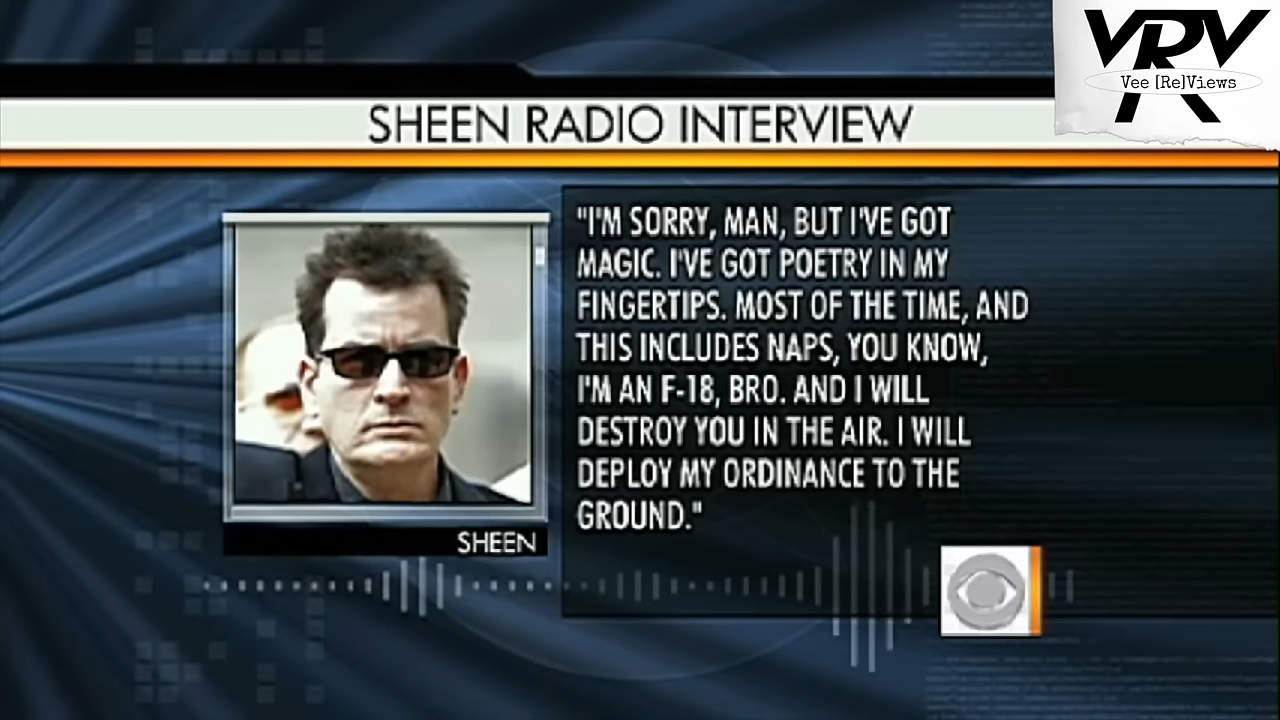 VRV
Vee [Re]Views
SHEEN RADIO INTERVIEW
"I'M SORRY, MAN, BUT I'VE GOT
MAGIC. I'VE GOT POETRY IN MY
FINGERTIPS. MOST OF THE TIME, AND
THIS INCLUDES NAPS, YOU KNOW,
I'M AN F-18, BRO. AND I WILL
DESTROY YOU IN THE AIR. I WILL
DEPLOY MY ORDINANCE TO THE
GROUND."
SHEEN